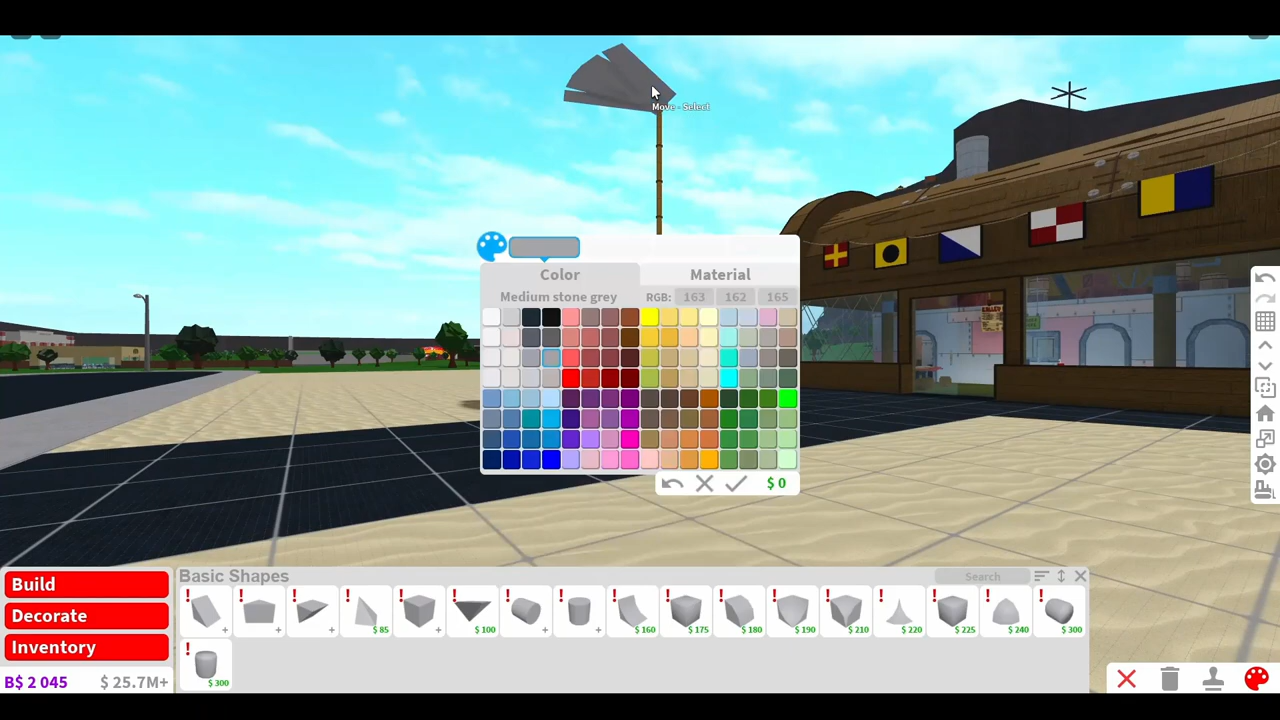 Move - Select
Color
Material
Medium stone grey
RGB: 163 162 165
$ 0
Build
Decorate
Inventory
B$ 2 045
$ 25.7M+
Basic Shapes
Search
! + ! + ! + ! $ 85 ! + ! $ 100 ! + ! + ! $ 160 ! $ 175 ! $ 180 ! $ 190 ! $ 210 ! $ 220 ! $ 225 ! $ 240 ! $ 300
! $ 300